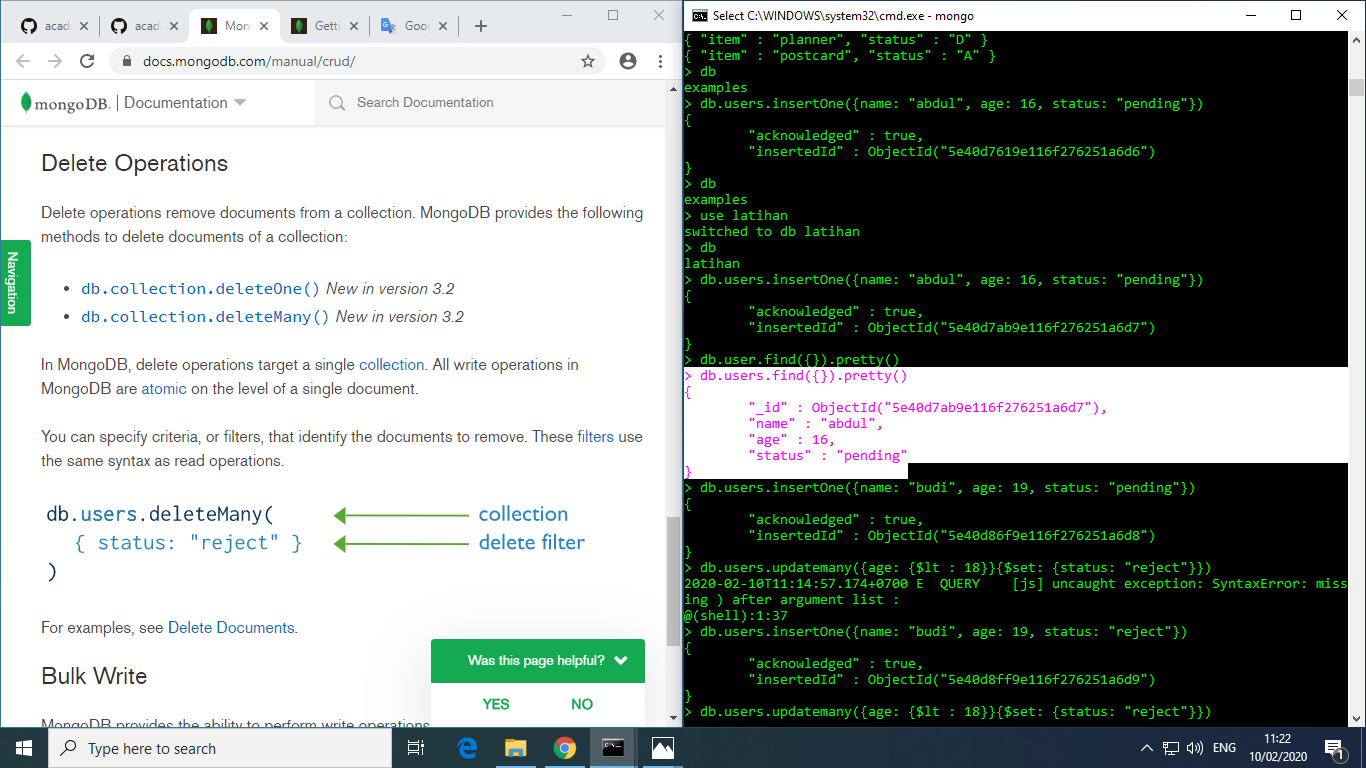 acad
acad
Mon
Getti
Goog
docs.mongodb.com/manual/crud/
mongoDB. | Documentation
Search Documentation
Navigation
Delete Operations
Delete operations remove documents from a collection. MongoDB provides the following
methods to delete documents of a collection:
• db.collection.deleteOne() New in version 3.2
• db.collection.deleteMany() New in version 3.2
In MongoDB, delete operations target a single collection. All write operations in
MongoDB are atomic on the level of a single document.
You can specify criteria, or filters, that identify the documents to remove. These filters use
the same syntax as read operations.
db.users.deleteMany( collection
{ status: "reject" } delete filter
)
For examples, see Delete Documents.
Bulk Write
MongoDB provides the ability to perform write operations
Was this page helpful?
YES NO
Select C:\WINDOWS\system32\cmd.exe - mongo
{ "item" : "planner", "status" : "D" }
{ "item" : "postcard", "status" : "A" }
> db
examples
> db.users.insertOne({name: "abdul", age: 16, status: "pending"})
{
"acknowledged" : true,
"insertedId" : ObjectId("5e40d7619e116f276251a6d6")
}
> db
examples
> use latihan
switched to db latihan
> db
latihan
> db.users.insertOne({name: "abdul", age: 16, status: "pending"})
{
"acknowledged" : true,
"insertedId" : ObjectId("5e40d7ab9e116f276251a6d7")
}
> db.user.find({}).pretty()
> db.users.find({}).pretty()
{
"_id" : ObjectId("5e40d7ab9e116f276251a6d7"),
"name" : "abdul",
"age" : 16,
"status" : "pending"
}
> db.users.insertOne({name: "budi", age: 19, status: "pending"})
{
"acknowledged" : true,
"insertedId" : ObjectId("5e40d86f9e116f276251a6d8")
}
> db.users.updatemany({age: {$lt : 18}}{$set: {status: "reject"}})
2020-02-10T11:14:57.174+0700 E  QUERY    [js] uncaught exception: SyntaxError: miss
ing ) after argument list :
@(shell):1:37
> db.users.insertOne({name: "budi", age: 19, status: "reject"})
{
"acknowledged" : true,
"insertedId" : ObjectId("5e40d8ff9e116f276251a6d9")
}
> db.users.updatemany({age: {$lt : 18}}{$set: {status: "reject"}})
Type here to search
ENG
11:22
10/02/2020
1